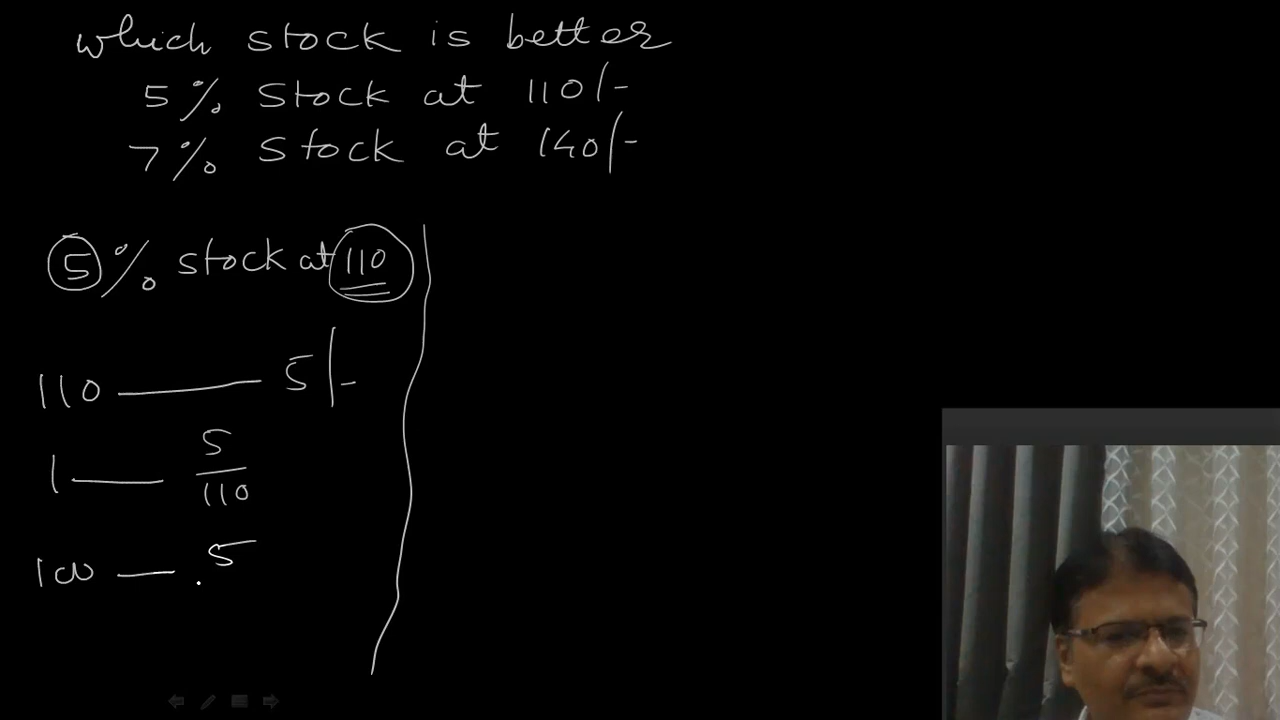 which stock is better
5% stock at 110/-
7% stock at 140/-
5% stock at 110
110 — 5/-
1 — 5/110
100 — 5